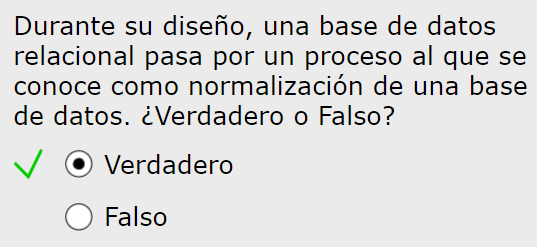 Durante su diseño, una base de datos
relacional pasa por un proceso al que se
conoce como normalización de una base
de datos. ¿Verdadero o Falso?
Verdadero
Falso